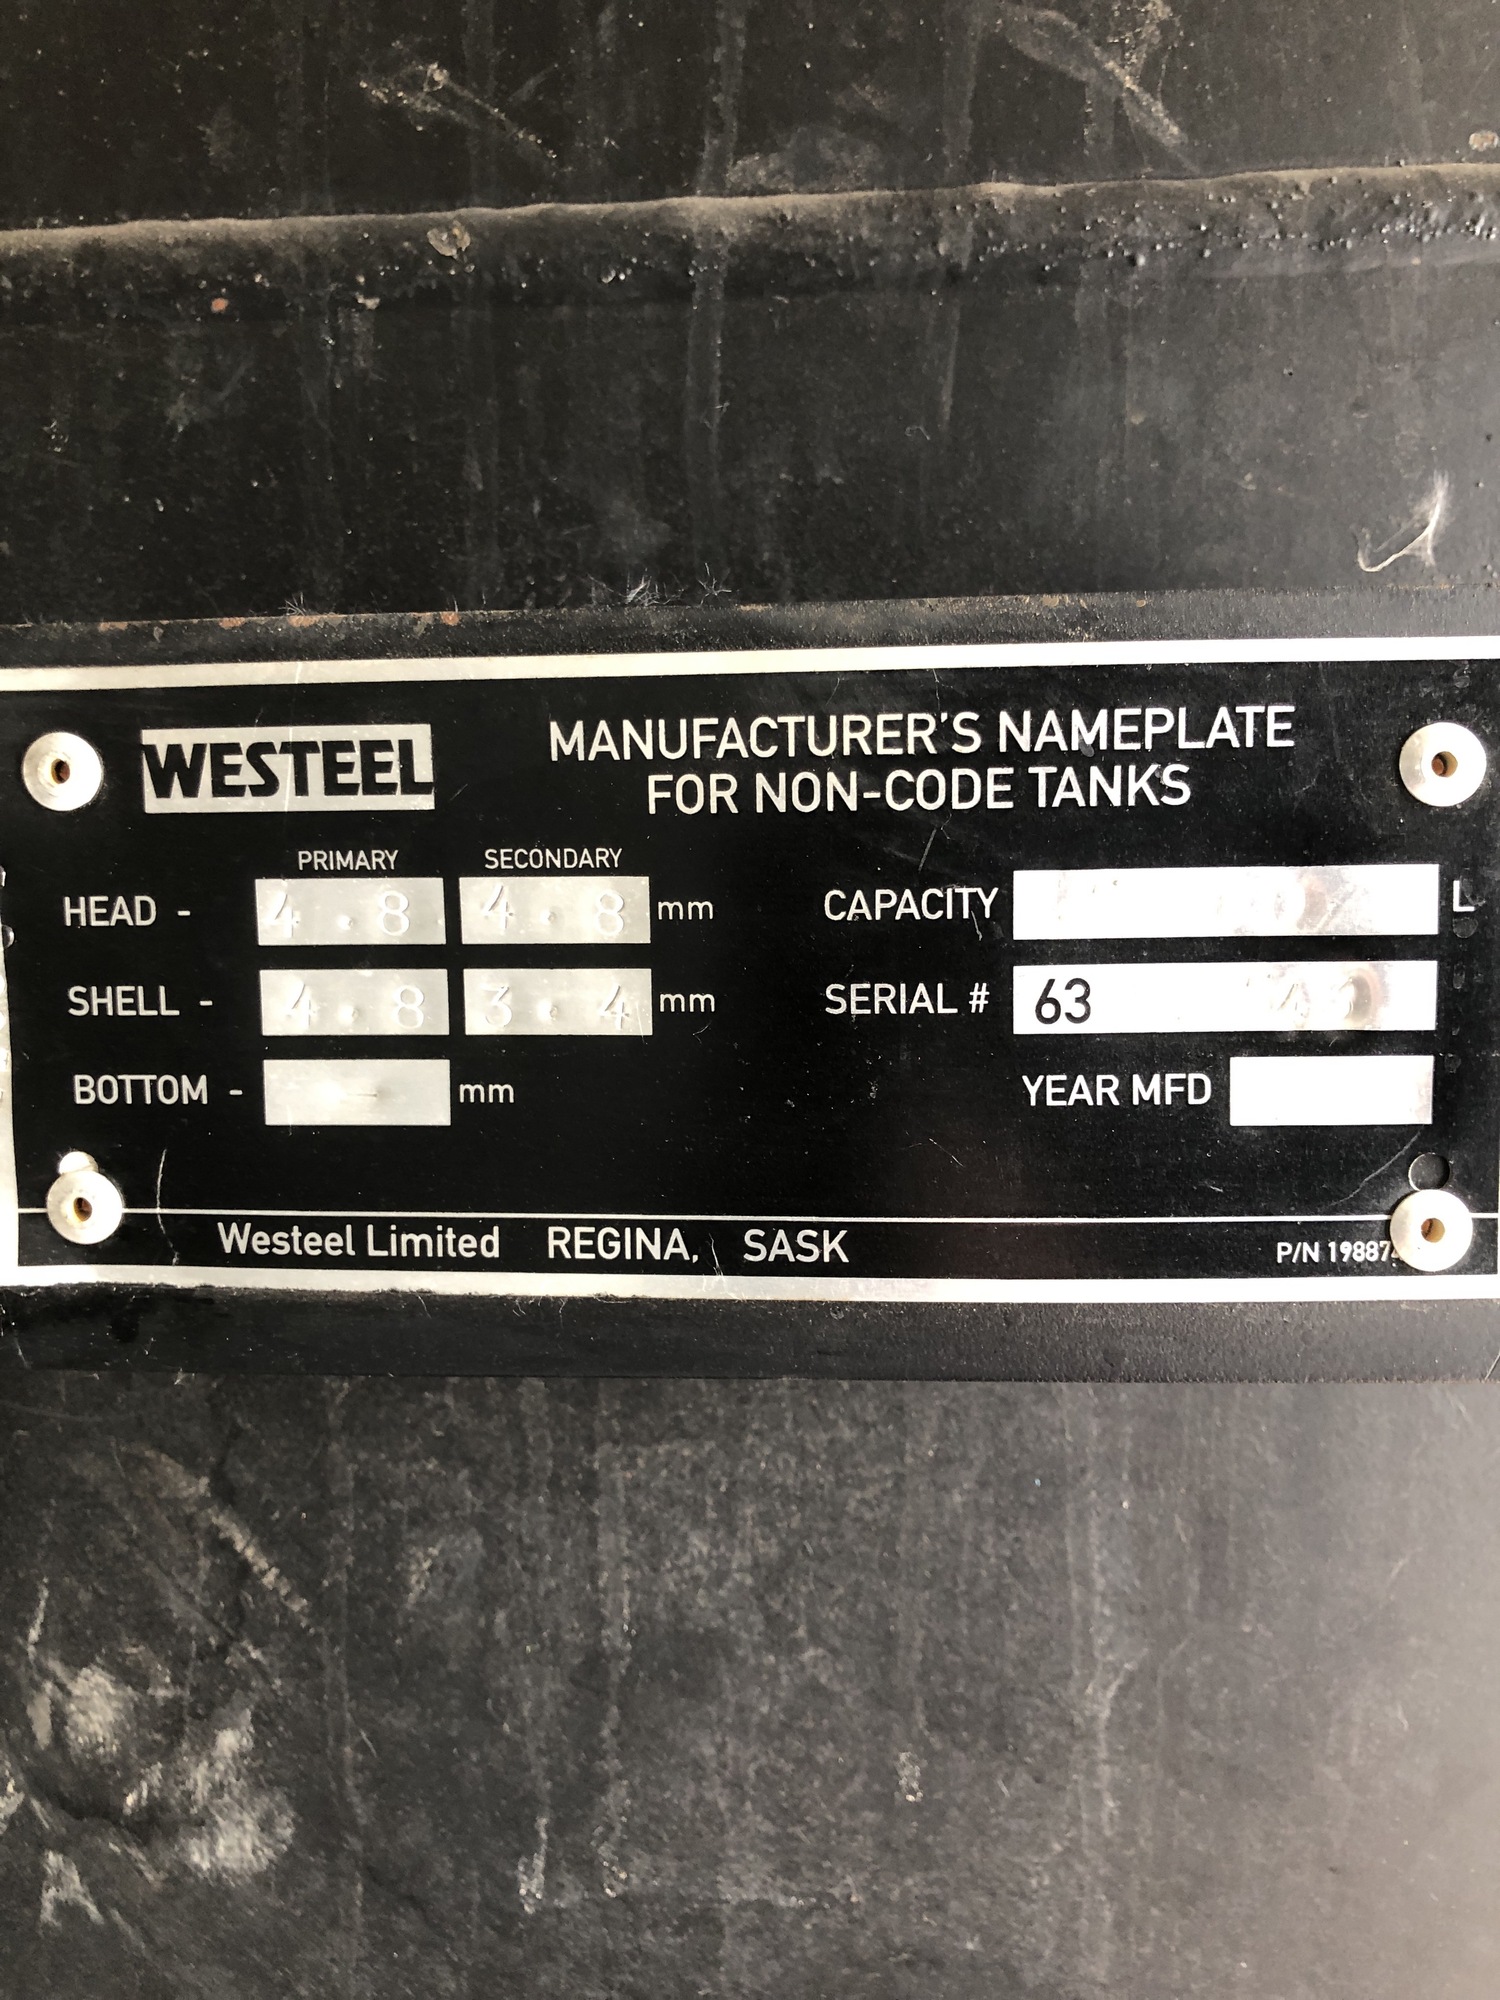 WESTEEL
MANUFACTURER'S NAMEPLATE
FOR NON-CODE TANKS
PRIMARY SECONDARY
HEAD - 4.8 4.8 mm
SHELL - 4.8 3.4 mm
BOTTOM - - mm
CAPACITY L
SERIAL # 63
YEAR MFD
Westeel Limited REGINA, SASK
P/N